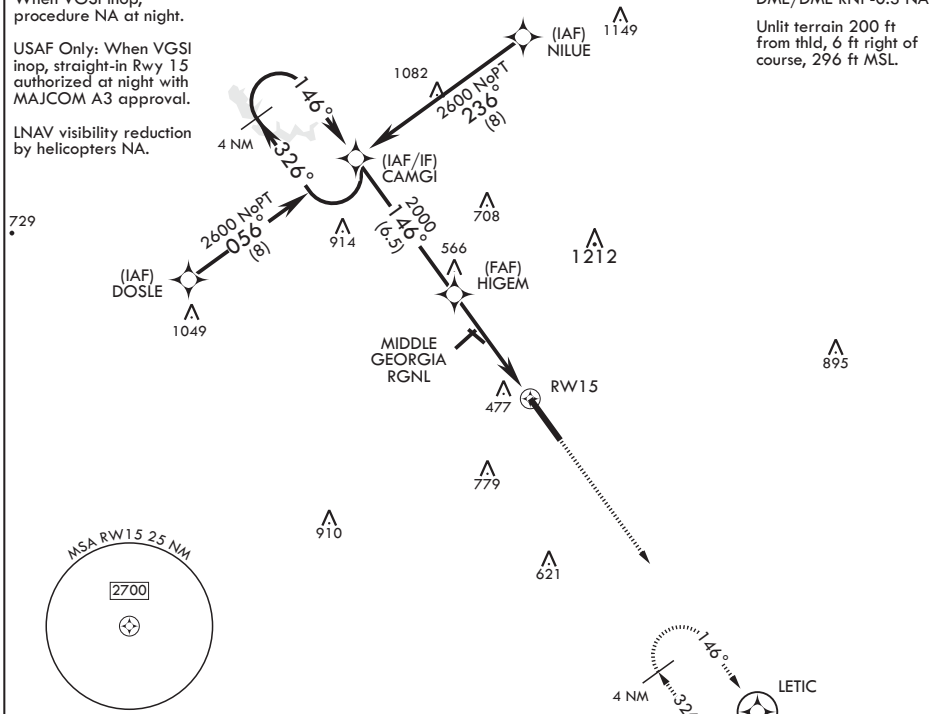 When VGSI inop,
procedure NA at night.
USAF Only: When VGSI
inop, straight-in Rwy 15
authorized at night with
MAJCOM A3 approval.
LNAV visibility reduction
by helicopters NA.
DME/DME RNP-0.3 NA
Unlit terrain 200 ft
from thld, 6 ft right of
course, 296 ft MSL.
1149
(IAF)
NILUE
1082
2600 NoPT
236°
(8)
146°
4 NM
326°
(IAF/IF)
CAMGI
729
2600 NoPT
056°
(8)
914
2000
146°
(6.5)
708
566
1212
(IAF)
DOSLE
(FAF)
HIGEM
1049
MIDDLE
GEORGIA
RGNL
895
RW15
477
779
910
621
MSA RW15 25 NM
2700
146°
4 NM
LETIC